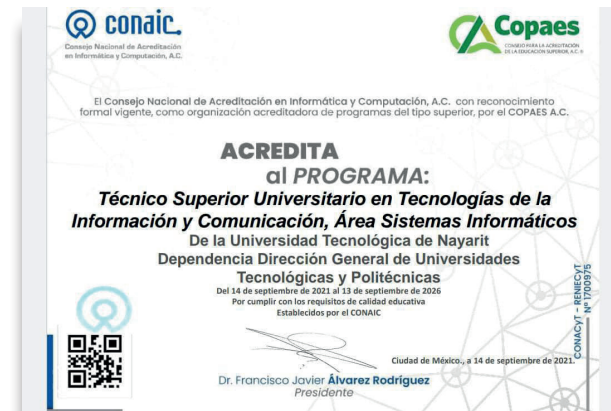 conaic.
Consejo Nacional de Acreditación
en Informática y Computación, A.C.
Copaes
CONSEJO PARA LA ACREDITACIÓN
DE LA EDUCACIÓN SUPERIOR, A.C.
El Consejo Nacional de Acreditación en Informática y Computación, A.C. con reconocimiento
formal vigente, como organización acreditadora de programas del tipo superior, por el COPAES A.C.
ACREDITA
al PROGRAMA:
Técnico Superior Universitario en Tecnologías de la
Información y Comunicación, Área Sistemas Informáticos
De la Universidad Tecnológica de Nayarit
Dependencia Dirección General de Universidades
Tecnológicas y Politécnicas
Del 14 de septiembre de 2021 al 13 de septiembre de 2026
Por cumplir con los requisitos de calidad educativa
Establecidos por el CONAIC
CONACyT - RENIECyT
Nº 1700975
Ciudad de México., a 14 de septiembre de 2021.
Dr. Francisco Javier Álvarez Rodríguez
Presidente